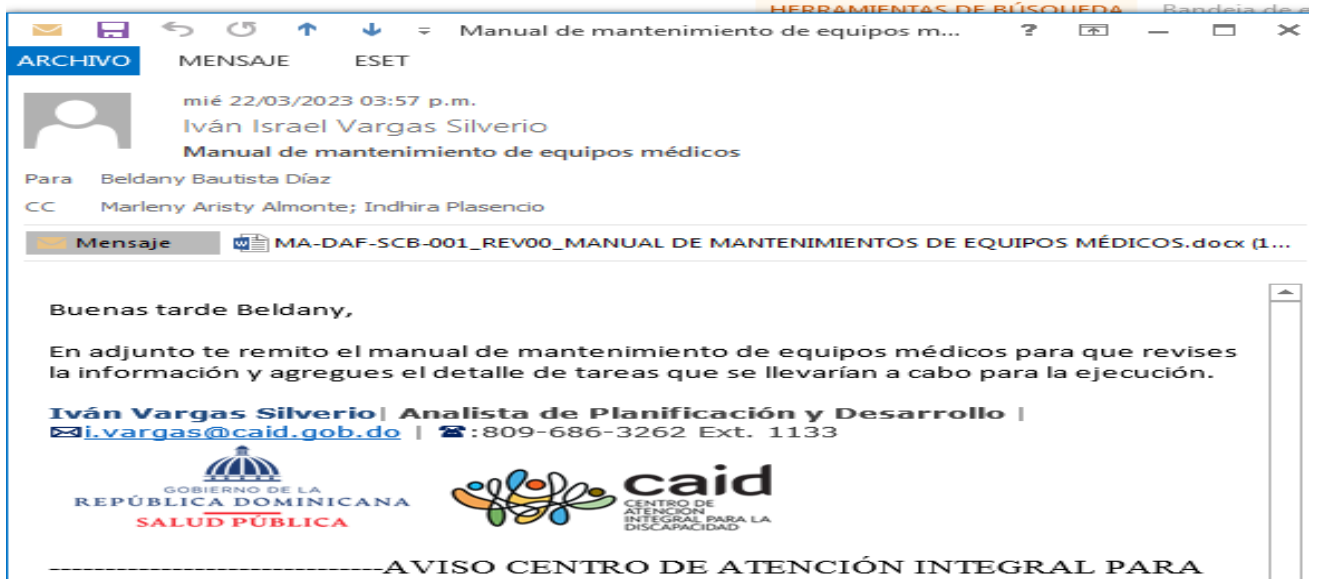 HERRAMIENTAS DE BÚSQUEDA Bandeja de e
Manual de mantenimiento de equipos m... ?
ARCHIVO MENSAJE ESET
mié 22/03/2023 03:57 p.m.
Iván Israel Vargas Silverio
Manual de mantenimiento de equipos médicos
Para Beldany Bautista Díaz
CC Marleny Aristy Almonte; Indhira Plasencio
Mensaje MA-DAF-SCB-001_REV00_MANUAL DE MANTENIMIENTOS DE EQUIPOS MÉDICOS.docx (1...
Buenas tarde Beldany,
En adjunto te remito el manual de mantenimiento de equipos médicos para que revises
la información y agregues el detalle de tareas que se llevarían a cabo para la ejecución.
Iván Vargas Silverio| Analista de Planificación y Desarrollo |
✉i.vargas@caid.gob.do | ☎:809-686-3262 Ext. 1133
GOBIERNO DE LA
REPÚBLICA DOMINICANA
SALUD PÚBLICA
caid
CENTRO DE
ATENCIÓN
INTEGRAL PARA LA
DISCAPACIDAD
------------------------------AVISO CENTRO DE ATENCIÓN INTEGRAL PARA